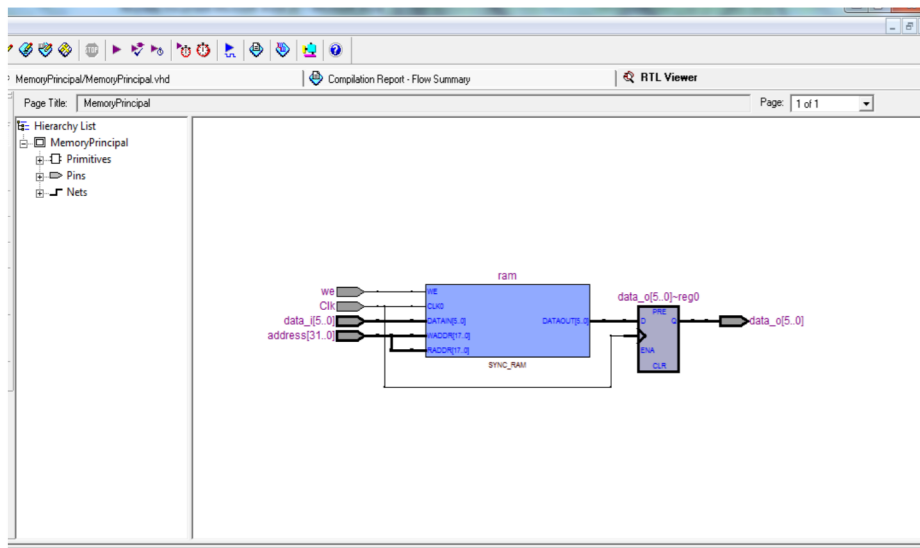 MemoryPrincipal/MemoryPrincipal.vhd
Compilation Report - Flow Summary
RTL Viewer
Page Title: MemoryPrincipal
Page: 1 of 1
Hierarchy List
MemoryPrincipal
Primitives
Pins
Nets
ram
we
Clk
data_i[5..0]
address[31..0]
WE
CLK0
DATAIN[5..0]
WADDR[17..0]
RADDR[17..0]
DATAOUT[5..0]
SYNC_RAM
data_o[5..0]~reg0
PRE
D
Q
ENA
CLR
data_o[5..0]